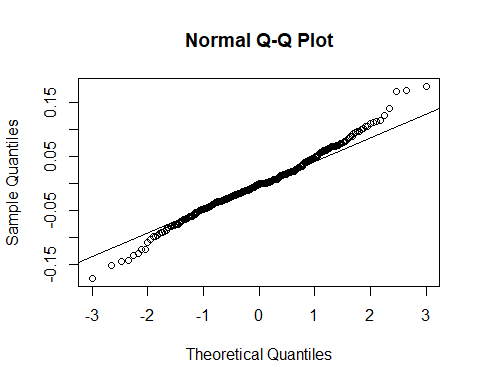 Normal Q-Q Plot
0.15
0.05
-0.05
-0.15
Sample Quantiles
-3 -2 -1 0 1 2 3
Theoretical Quantiles